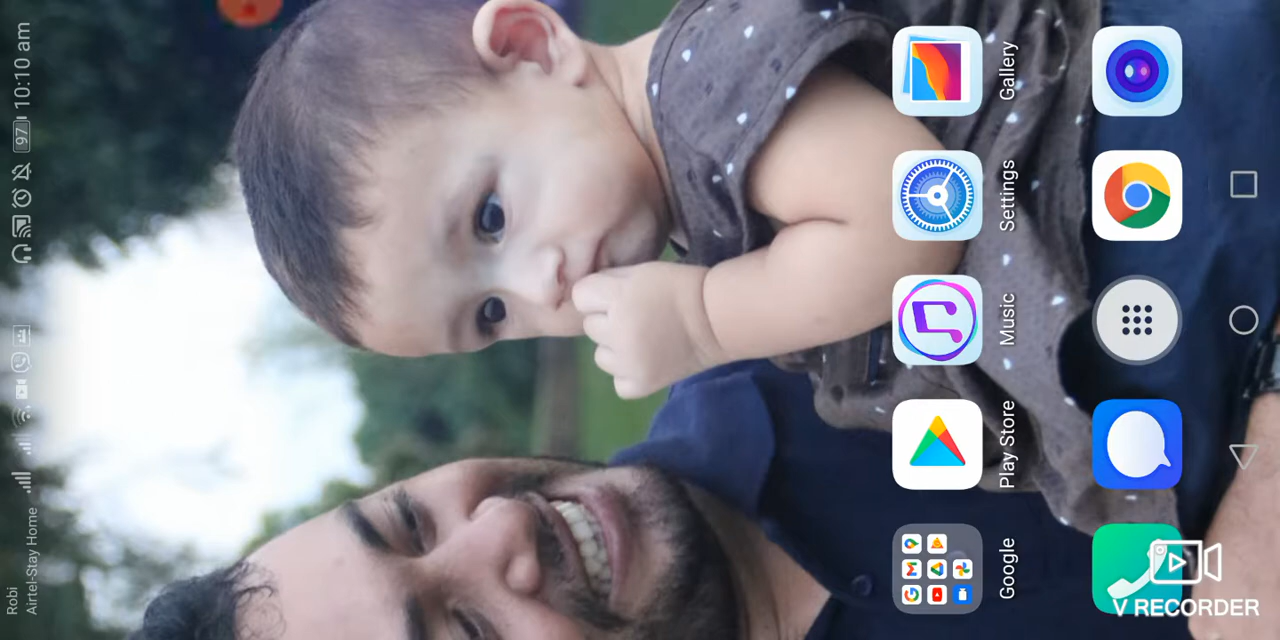 Robi
Airtel-Stay Home
97 10:10 am
Google
Play Store
Music
Settings
Gallery
V RECORDER